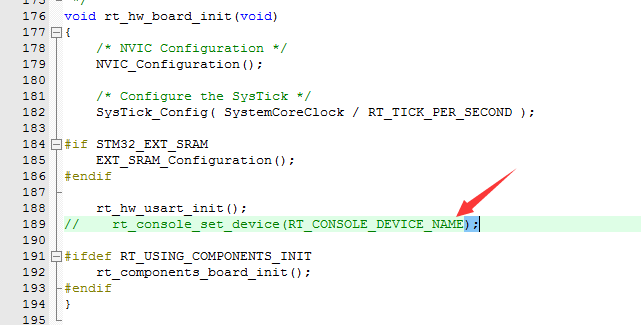 175 */
176 void rt_hw_board_init(void)
177 {
178 /* NVIC Configuration */
179 NVIC_Configuration();
180
181 /* Configure the SysTick */
182 SysTick_Config( SystemCoreClock / RT_TICK_PER_SECOND );
183
184 #if STM32_EXT_SRAM
185 EXT_SRAM_Configuration();
186 #endif
187
188 rt_hw_usart_init();
189 // rt_console_set_device(RT_CONSOLE_DEVICE_NAME);
190
191 #ifdef RT_USING_COMPONENTS_INIT
192 rt_components_board_init();
193 #endif
194 }
195